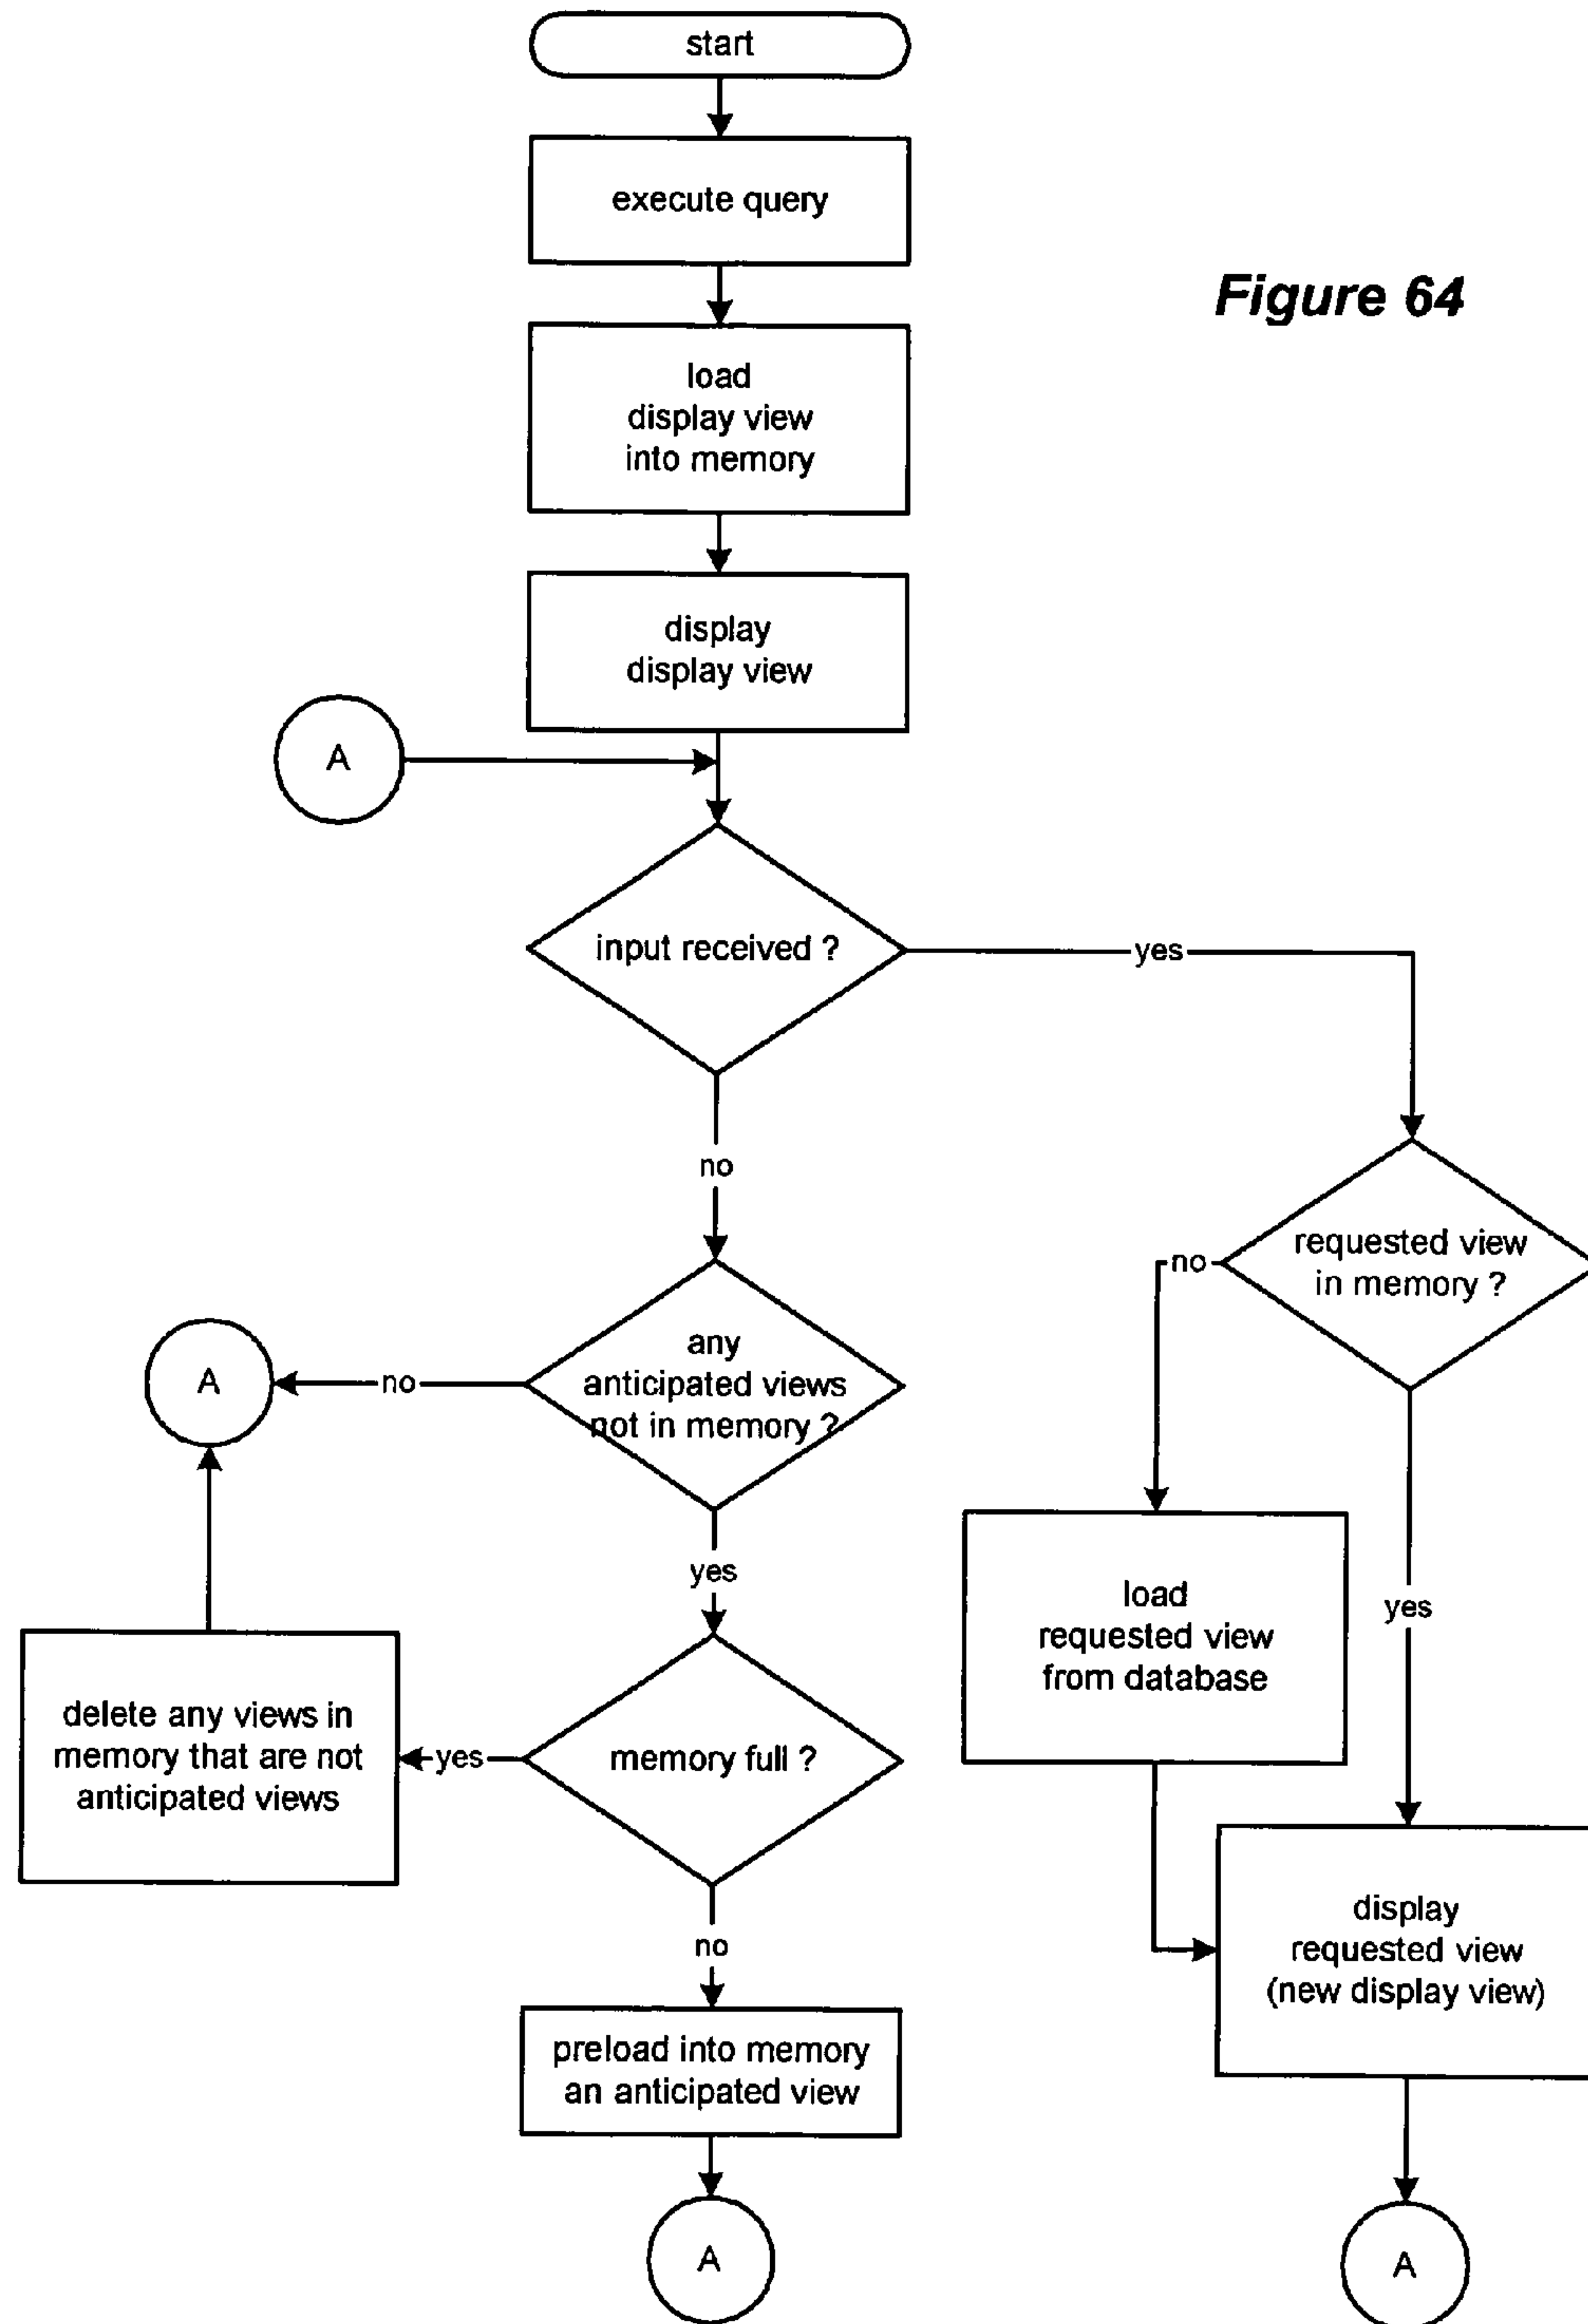 start
execute query
Figure 64
load
display view
into memory
display
display view
A
input received ?
yes
no
requested view
in memory ?
no
any
anticipated views
not in memory ?
no
A
yes
load
requested view
from database
yes
delete any views in
memory that are not
anticipated views
yes
memory full ?
no
display
requested view
(new display view)
preload into memory
an anticipated view
A
A